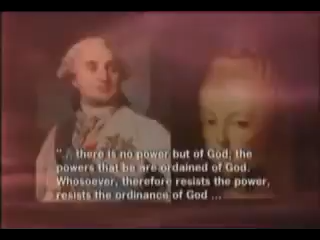 "... there is no power but of God, the
powers that be are ordained of God.
Whosoever, therefore resists the power,
resists the ordinance of God ...